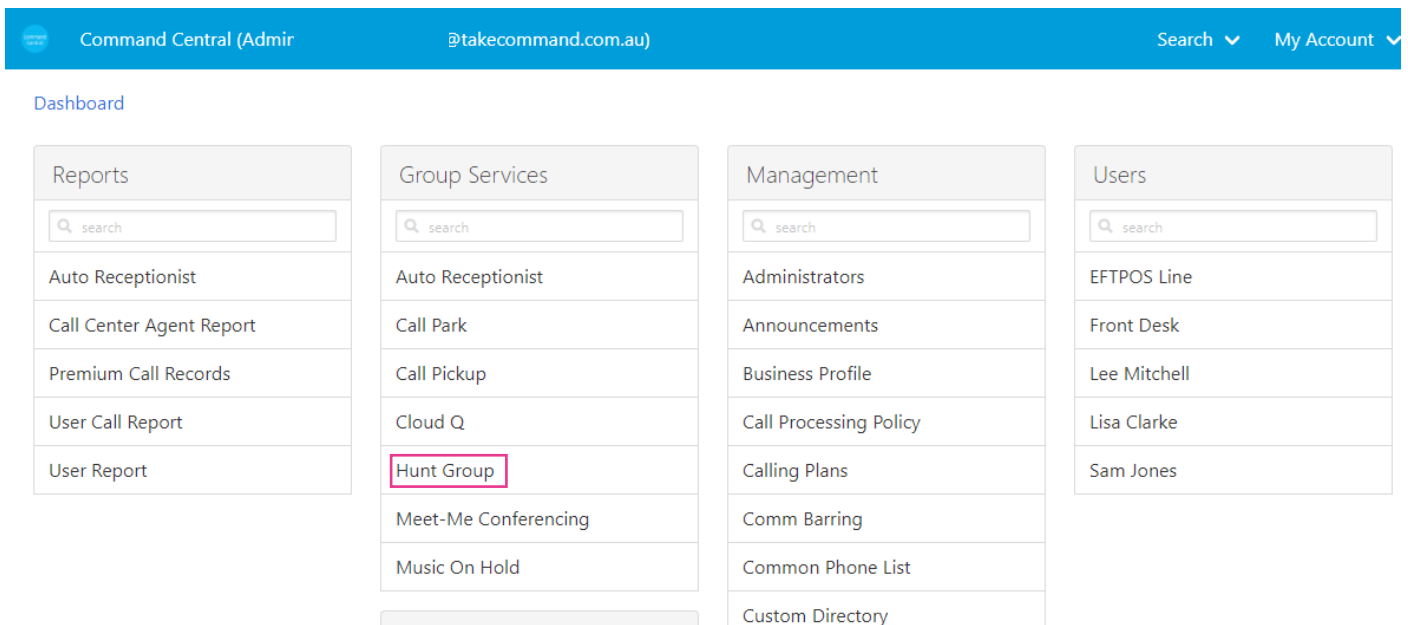 Command Central (Admin @takecommand.com.au)
Search
My Account
Dashboard
Reports
search
Auto Receptionist
Call Center Agent Report
Premium Call Records
User Call Report
User Report
Group Services
search
Auto Receptionist
Call Park
Call Pickup
Cloud Q
Hunt Group
Meet-Me Conferencing
Music On Hold
Management
search
Administrators
Announcements
Business Profile
Call Processing Policy
Calling Plans
Comm Barring
Common Phone List
Custom Directory
Users
search
EFTPOS Line
Front Desk
Lee Mitchell
Lisa Clarke
Sam Jones